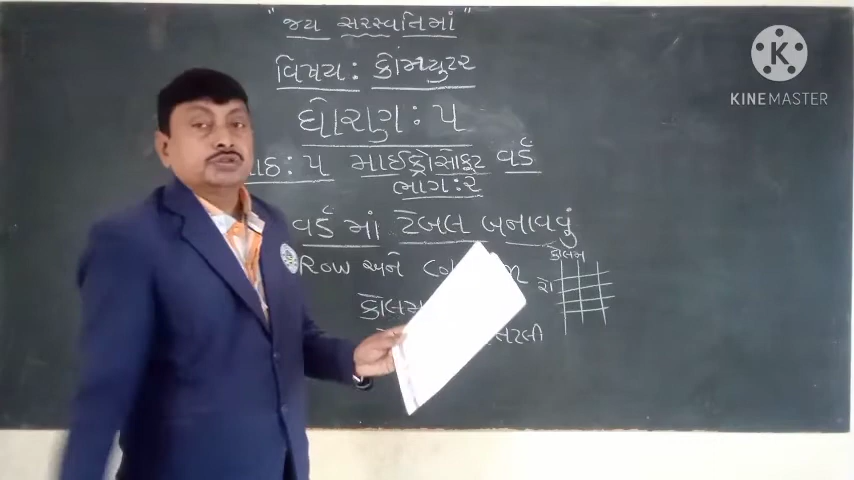 "જય સરસ્વતિમાં"
વિષય: કોમ્પ્યુટર
ધોરણ: ૫
પાઠ: ૫ માઈક્રોસોફ્ટ વર્ડ
ભાગ: ૨
વર્ડ માં ટેબલ બનાવવું
Row અને
કોલમ
રો
KINEMASTER